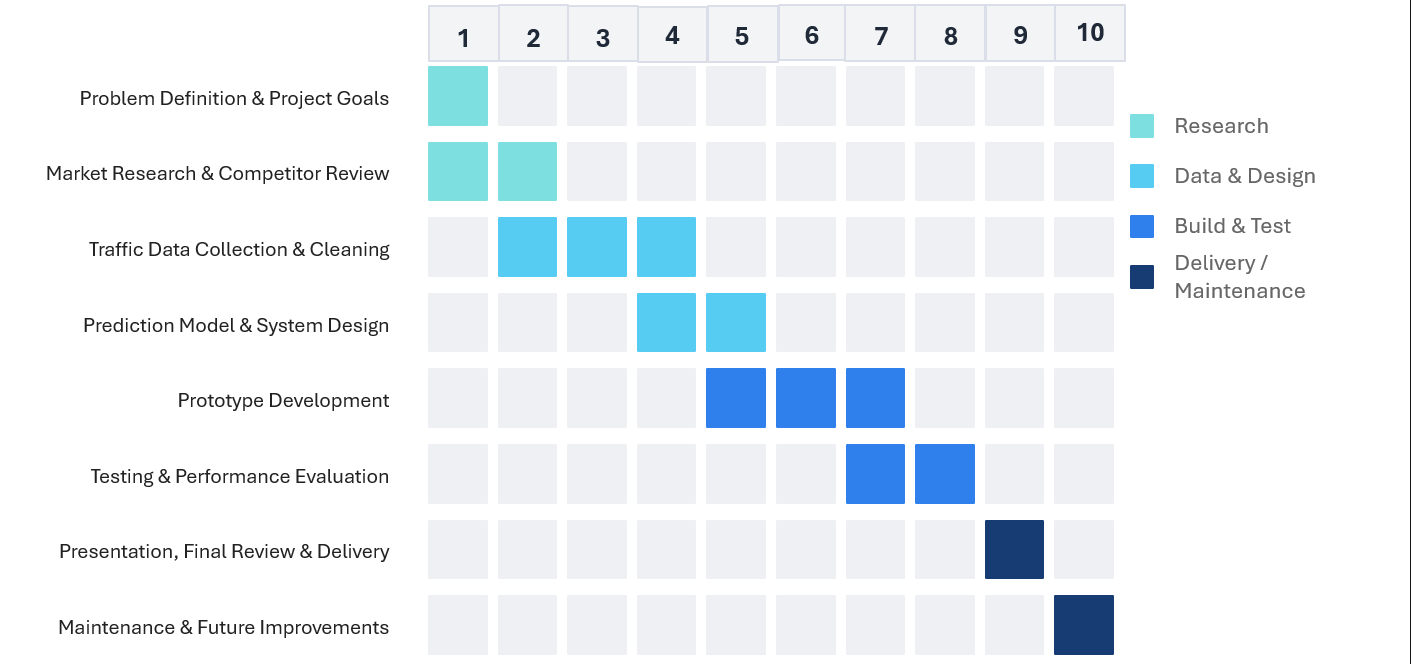 1 2 3 4 5 6 7 8 9 10
Problem Definition & Project Goals
Market Research & Competitor Review
Traffic Data Collection & Cleaning
Prediction Model & System Design
Prototype Development
Testing & Performance Evaluation
Presentation, Final Review & Delivery
Maintenance & Future Improvements
Research
Data & Design
Build & Test
Delivery /
Maintenance